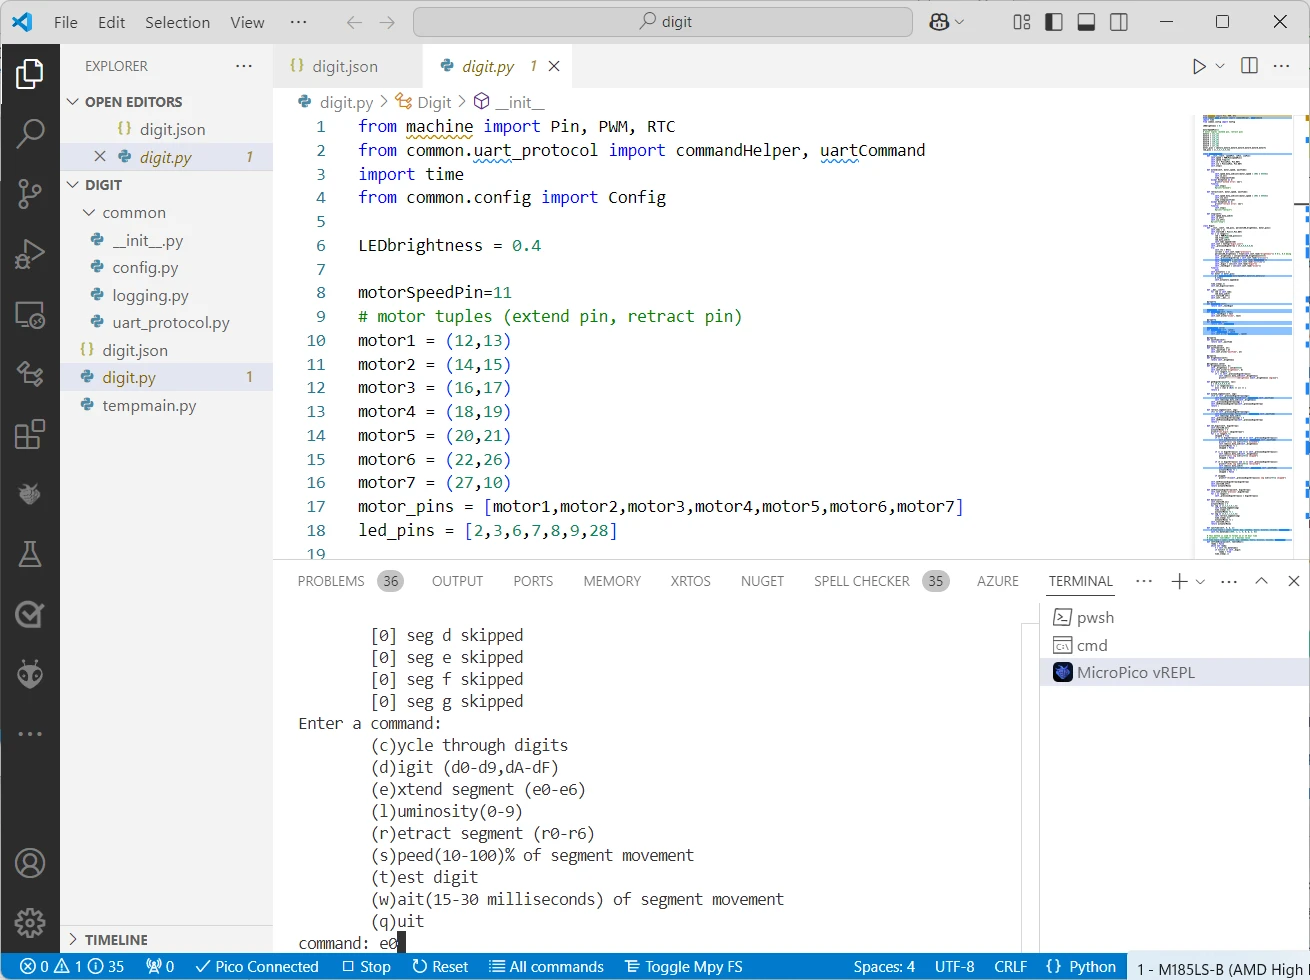 File Edit Selection View ··· digit
EXPLORER ···
OPEN EDITORS
digit.json
digit.py 1
DIGIT
common
__init__.py
config.py
logging.py
uart_protocol.py
digit.json
digit.py 1
tempmain.py
TIMELINE
digit.json digit.py 1
digit.py > Digit > __init__
1 from machine import Pin, PWM, RTC
2 from common.uart_protocol import commandHelper, uartCommand
3 import time
4 from common.config import Config
5
6 LEDbrightness = 0.4
7
8 motorSpeedPin=11
9 # motor tuples (extend pin, retract pin)
10 motor1 = (12,13)
11 motor2 = (14,15)
12 motor3 = (16,17)
13 motor4 = (18,19)
14 motor5 = (20,21)
15 motor6 = (22,26)
16 motor7 = (27,10)
17 motor_pins = [motor1,motor2,motor3,motor4,motor5,motor6,motor7]
18 led_pins = [2,3,6,7,8,9,28]
19
PROBLEMS 36 OUTPUT PORTS MEMORY XRTOS NUGET SPELL CHECKER 35 AZURE TERMINAL ···
[0] seg d skipped
[0] seg e skipped
[0] seg f skipped
[0] seg g skipped
Enter a command:
(c)ycle through digits
(d)igit (d0-d9,dA-dF)
(e)xtend segment (e0-e6)
(l)uminosity(0-9)
(r)etract segment (r0-r6)
(s)peed(10-100)% of segment movement
(t)est digit
(w)ait(15-30 milliseconds) of segment movement
(q)uit
command: e0
pwsh
cmd
MicroPico vREPL
0 1 35 0 Pico Connected Stop Reset All commands Toggle Mpy FS Spaces: 4 UTF-8 CRLF {} Python
1 - M185LS-B (AMD High